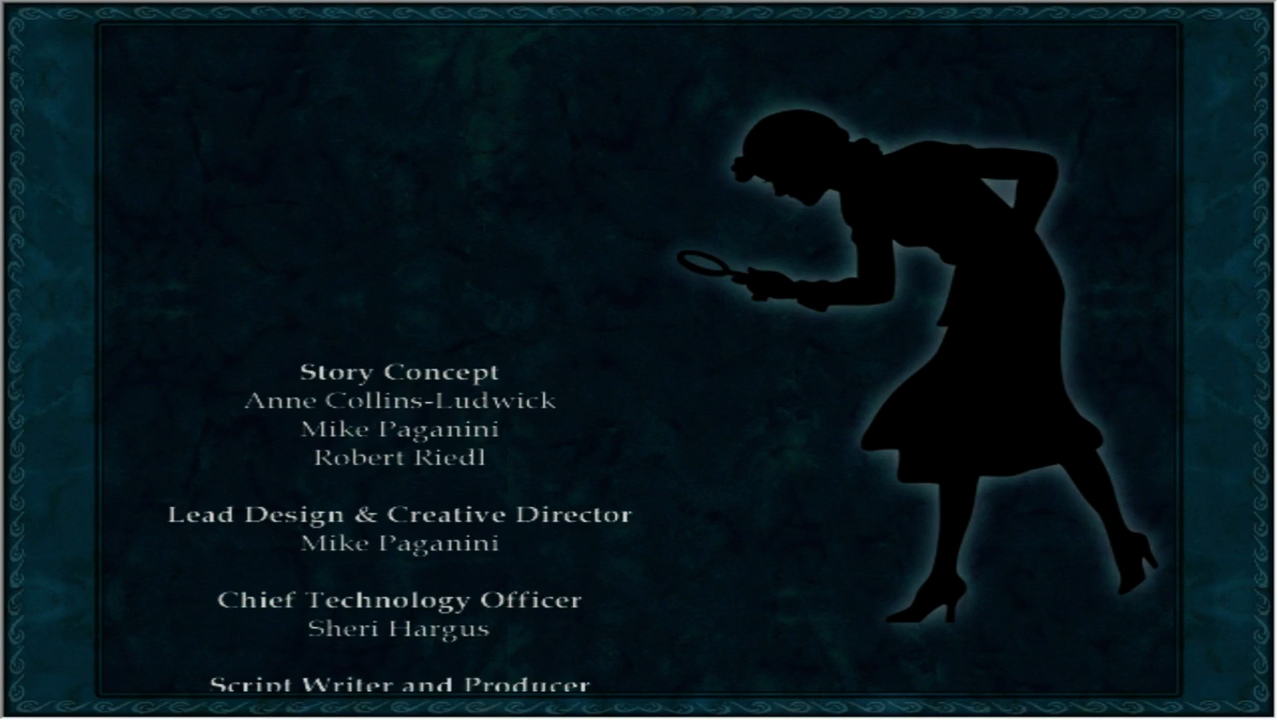 Story Concept
Anne Collins-Ludwick
Mike Paganini
Robert Riedl
Lead Design & Creative Director
Mike Paganini
Chief Technology Officer
Sheri Hargus
Script Writer and Producer